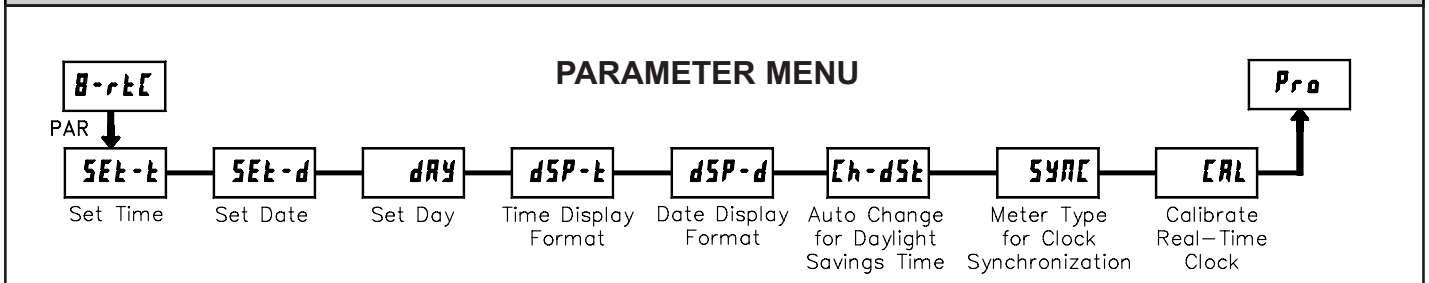 PARAMETER MENU
8-rtC
Pro
PAR
SEt-t
SEt-d
dAY
dSP-t
dSP-d
Ch-dSt
SYNC
CAL
Set Time
Set Date
Set Day
Time Display
Format
Date Display
Format
Auto Change
for Daylight
Savings Time
Meter Type
for Clock
Synchronization
Calibrate
Real-Time
Clock